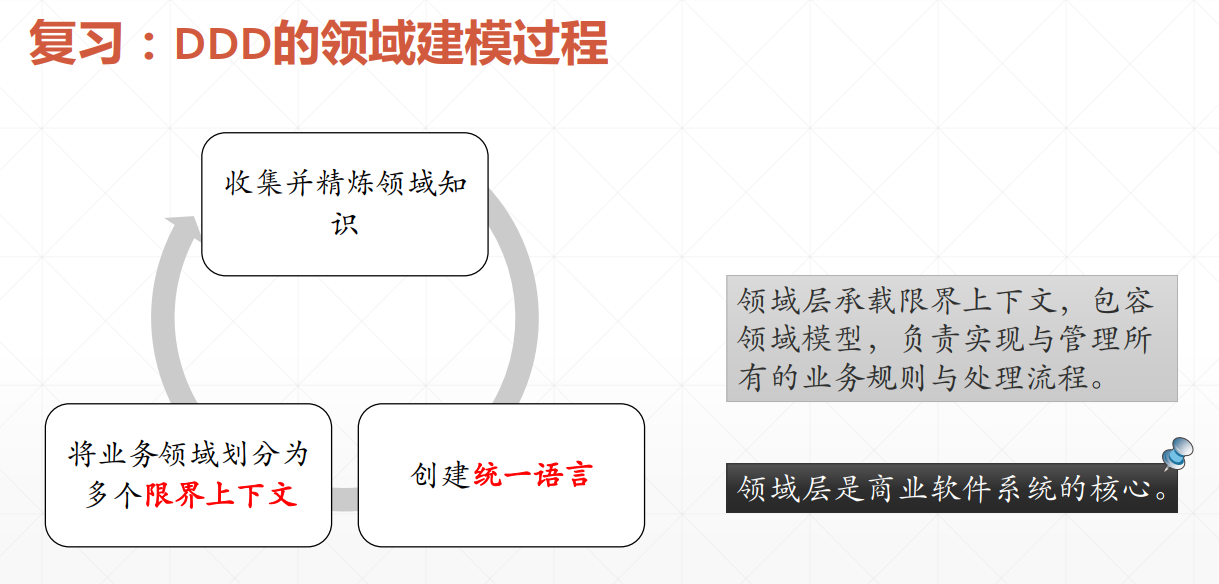 复习：DDD的领域建模过程
收集并精炼领域知
识
将业务领域划分为
多个限界上下文
创建统一语言
领域层承载限界上下文，包容
领域模型，负责实现与管理所
有的业务规则与处理流程。
领域层是商业软件系统的核心。